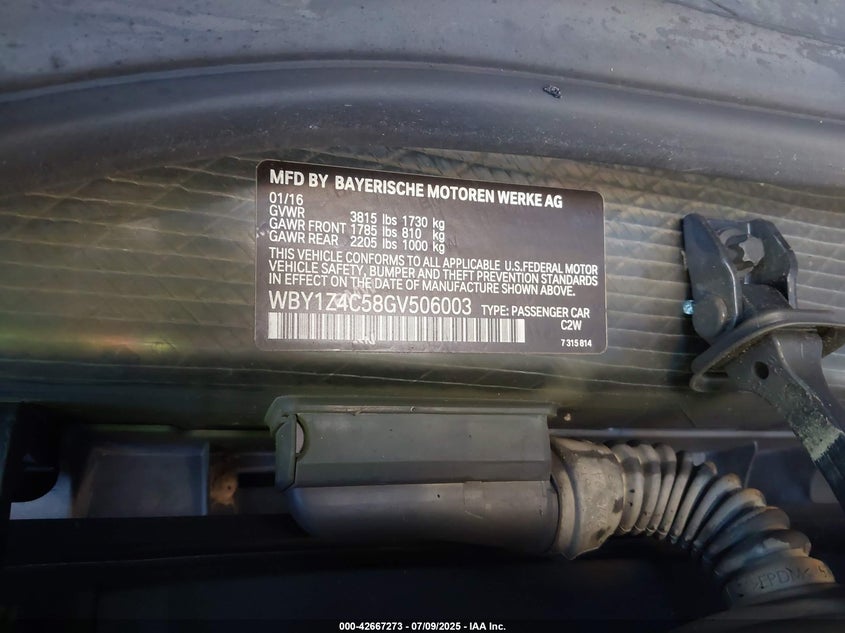 MFD BY BAYERISCHE MOTOREN WERKE AG
01/16
GVWR 3815 lbs 1730 kg
GAWR FRONT 1785 lbs 810 kg
GAWR REAR 2205 lbs 1000 kg
THIS VEHICLE CONFORMS TO ALL APPLICABLE U.S.FEDERAL MOTOR
VEHICLE SAFETY, BUMPER AND THEFT PREVENTION STANDARDS
IN EFFECT ON THE DATE OF MANUFACTURE SHOWN ABOVE.
WBY1Z4C58GV506003 TYPE: PASSENGER CAR
C2W
7 315 814
000-42667273 / 07/09/2025 - IAA Inc.